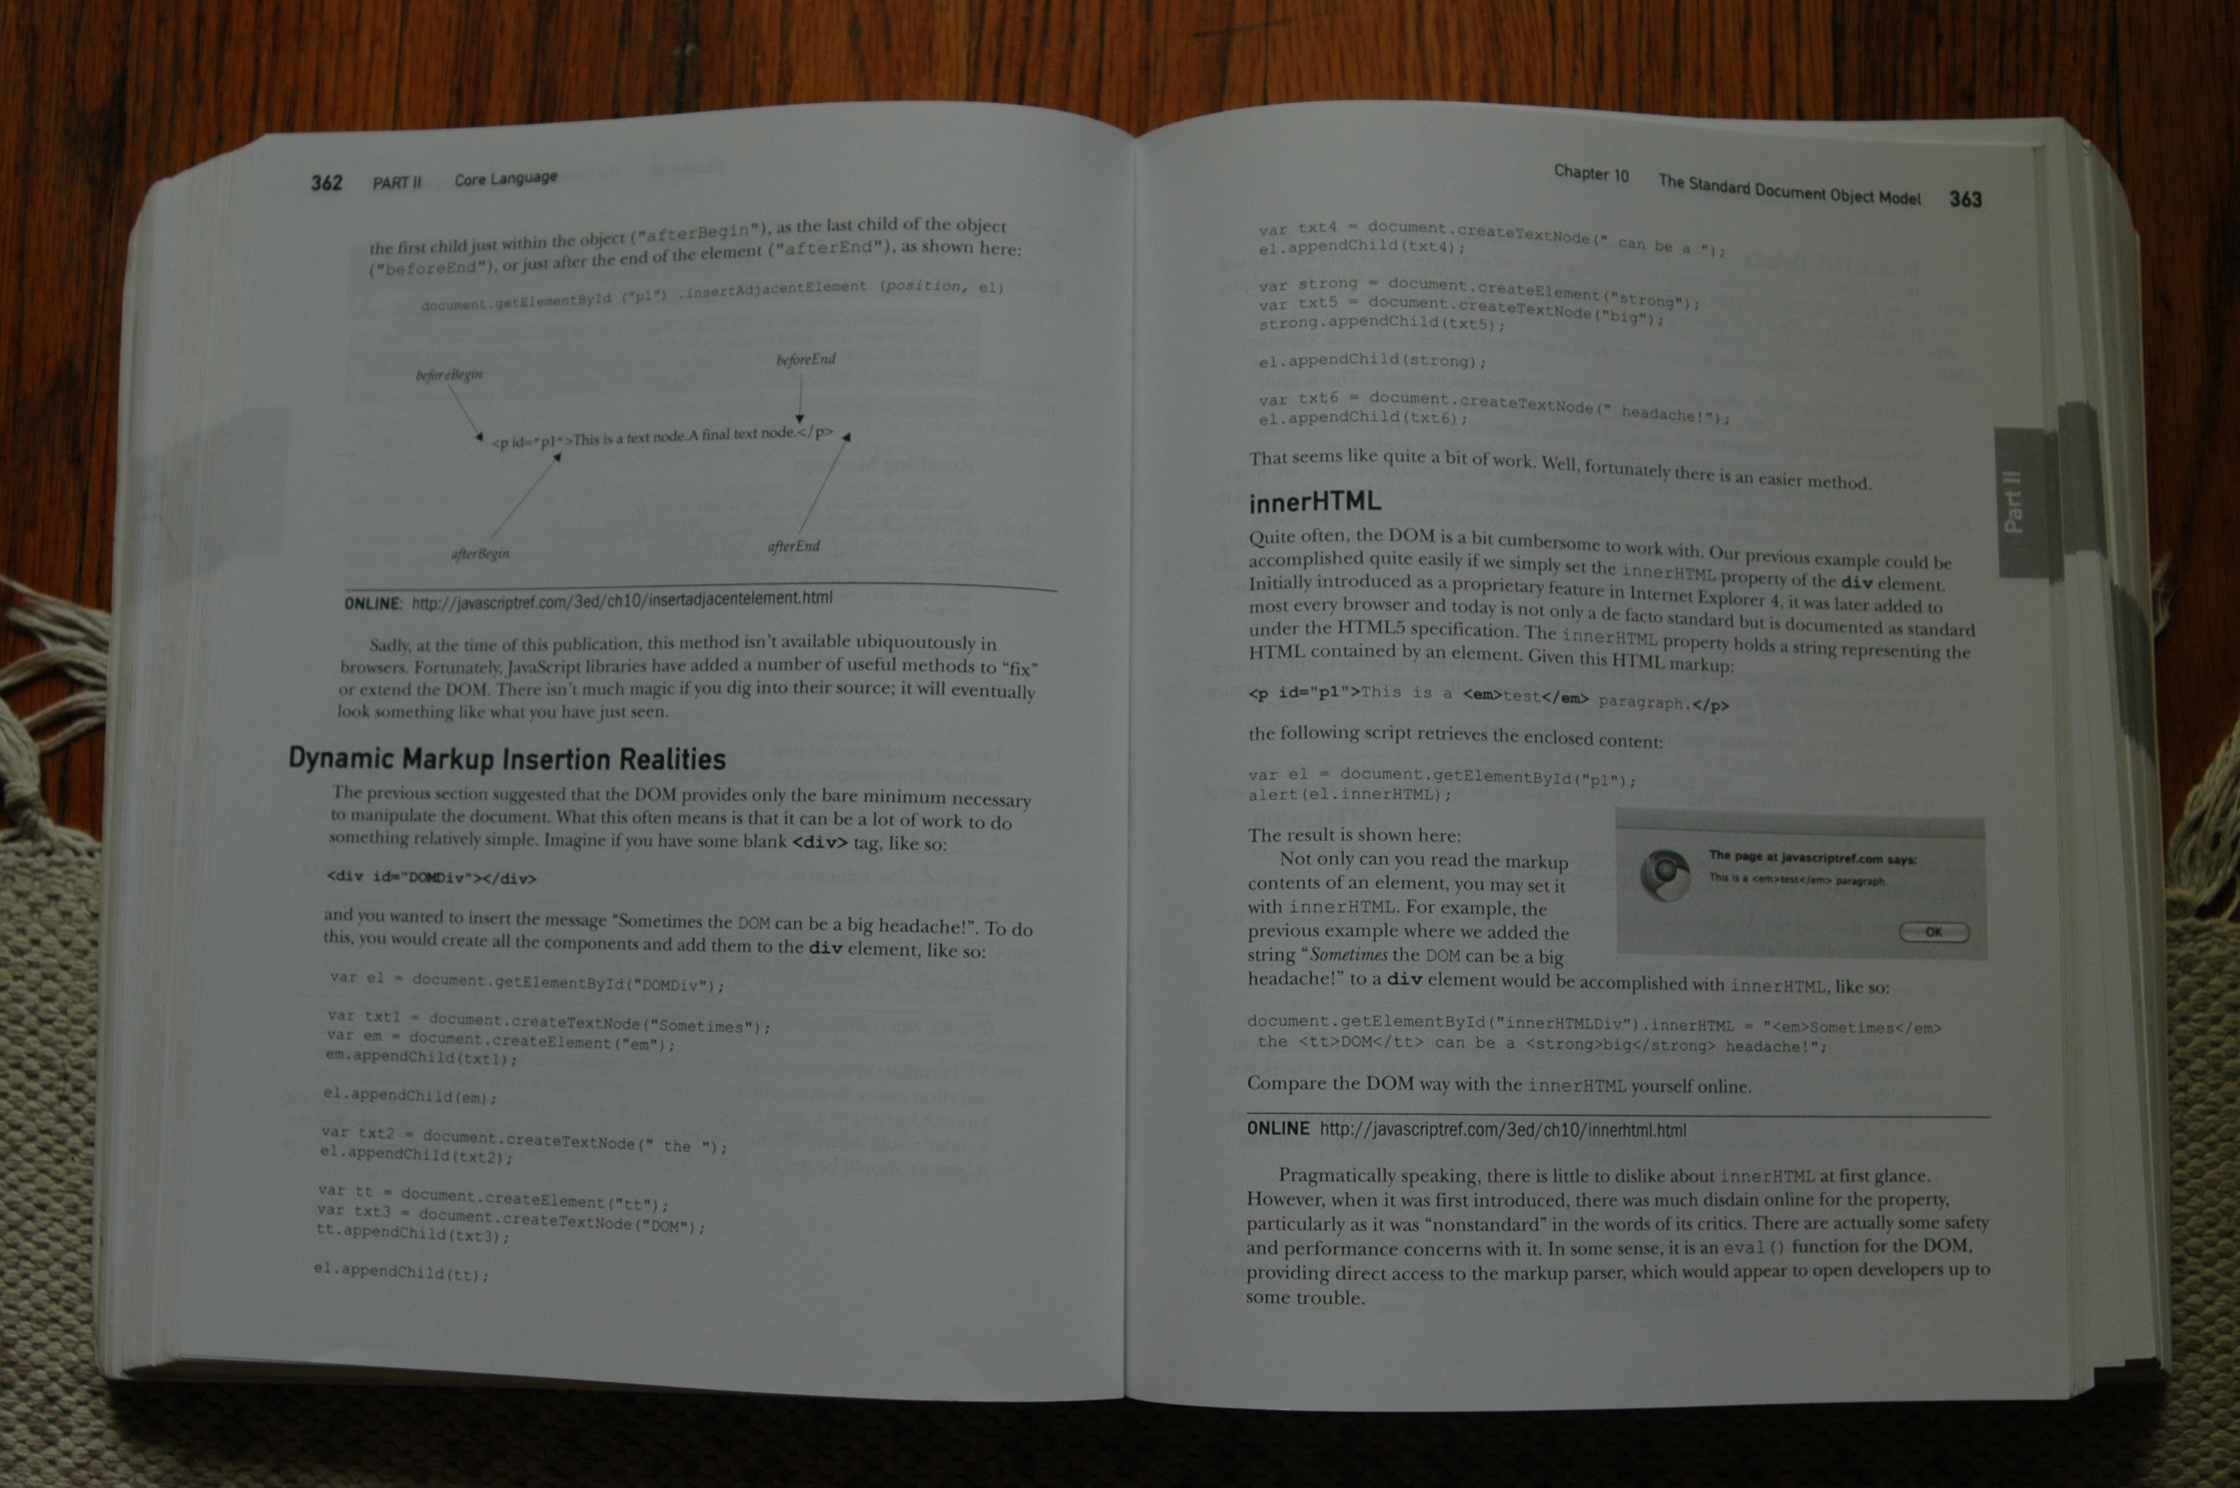 362 PART II Core Language
the first child just within the object ("afterBegin"), as the last child of the object
("beforeEnd"), or just after the end of the element ("afterEnd"), as shown here:
document.getElementById ("p1") .insertAdjacentElement (position, el)
beforeBegin beforeEnd
<p id="p1">This is a text node.A final text node.</p>
afterBegin afterEnd
ONLINE: http://javascriptref.com/3ed/ch10/insertadjacentelement.html
Sadly, at the time of this publication, this method isn't available ubiquoutously in
browsers. Fortunately, JavaScript libraries have added a number of useful methods to "fix"
or extend the DOM. There isn't much magic if you dig into their source; it will eventually
look something like what you have just seen.
Dynamic Markup Insertion Realities
The previous section suggested that the DOM provides only the bare minimum necessary
to manipulate the document. What this often means is that it can be a lot of work to do
something relatively simple. Imagine if you have some blank <div> tag, like so:
<div id="DOMDiv"></div>
and you wanted to insert the message "Sometimes the DOM can be a big headache!". To do
this, you would create all the components and add them to the div element, like so:
var el = document.getElementById("DOMDiv");
var txt1 = document.createTextNode("Sometimes");
var em = document.createElement("em");
em.appendChild(txt1);
el.appendChild(em);
var txt2 = document.createTextNode(" the ");
el.appendChild(txt2);
var tt = document.createElement("tt");
var txt3 = document.createTextNode("DOM");
tt.appendChild(txt3);
el.appendChild(tt);
Chapter 10 The Standard Document Object Model 363
Part II
var txt4 = document.createTextNode(" can be a ");
el.appendChild(txt4);
var strong = document.createElement("strong");
var txt5 = document.createTextNode("big");
strong.appendChild(txt5);
el.appendChild(strong);
var txt6 = document.createTextNode(" headache!");
el.appendChild(txt6);
That seems like quite a bit of work. Well, fortunately there is an easier method.
innerHTML
Quite often, the DOM is a bit cumbersome to work with. Our previous example could be
accomplished quite easily if we simply set the innerHTML property of the div element.
Initially introduced as a proprietary feature in Internet Explorer 4, it was later added to
most every browser and today is not only a de facto standard but is documented as standard
under the HTML5 specification. The innerHTML property holds a string representing the
HTML contained by an element. Given this HTML markup:
<p id="p1">This is a <em>test</em> paragraph.</p>
the following script retrieves the enclosed content:
var el = document.getElementById("p1");
alert(el.innerHTML);
The result is shown here:
Not only can you read the markup
contents of an element, you may set it
with innerHTML. For example, the
previous example where we added the
string "Sometimes the DOM can be a big
The page at javascriptref.com says:
This is a <em>test</em> paragraph.
OK
headache!" to a div element would be accomplished with innerHTML, like so:
document.getElementById("innerHTMLDiv").innerHTML = "<em>Sometimes</em>
the <tt>DOM</tt> can be a <strong>big</strong> headache!";
Compare the DOM way with the innerHTML yourself online.
ONLINE http://javascriptref.com/3ed/ch10/innerhtml.html
Pragmatically speaking, there is little to dislike about innerHTML at first glance.
However, when it was first introduced, there was much disdain online for the property,
particularly as it was "nonstandard" in the words of its critics. There are actually some safety
and performance concerns with it. In some sense, it is an eval() function for the DOM,
providing direct access to the markup parser, which would appear to open developers up to
some trouble.